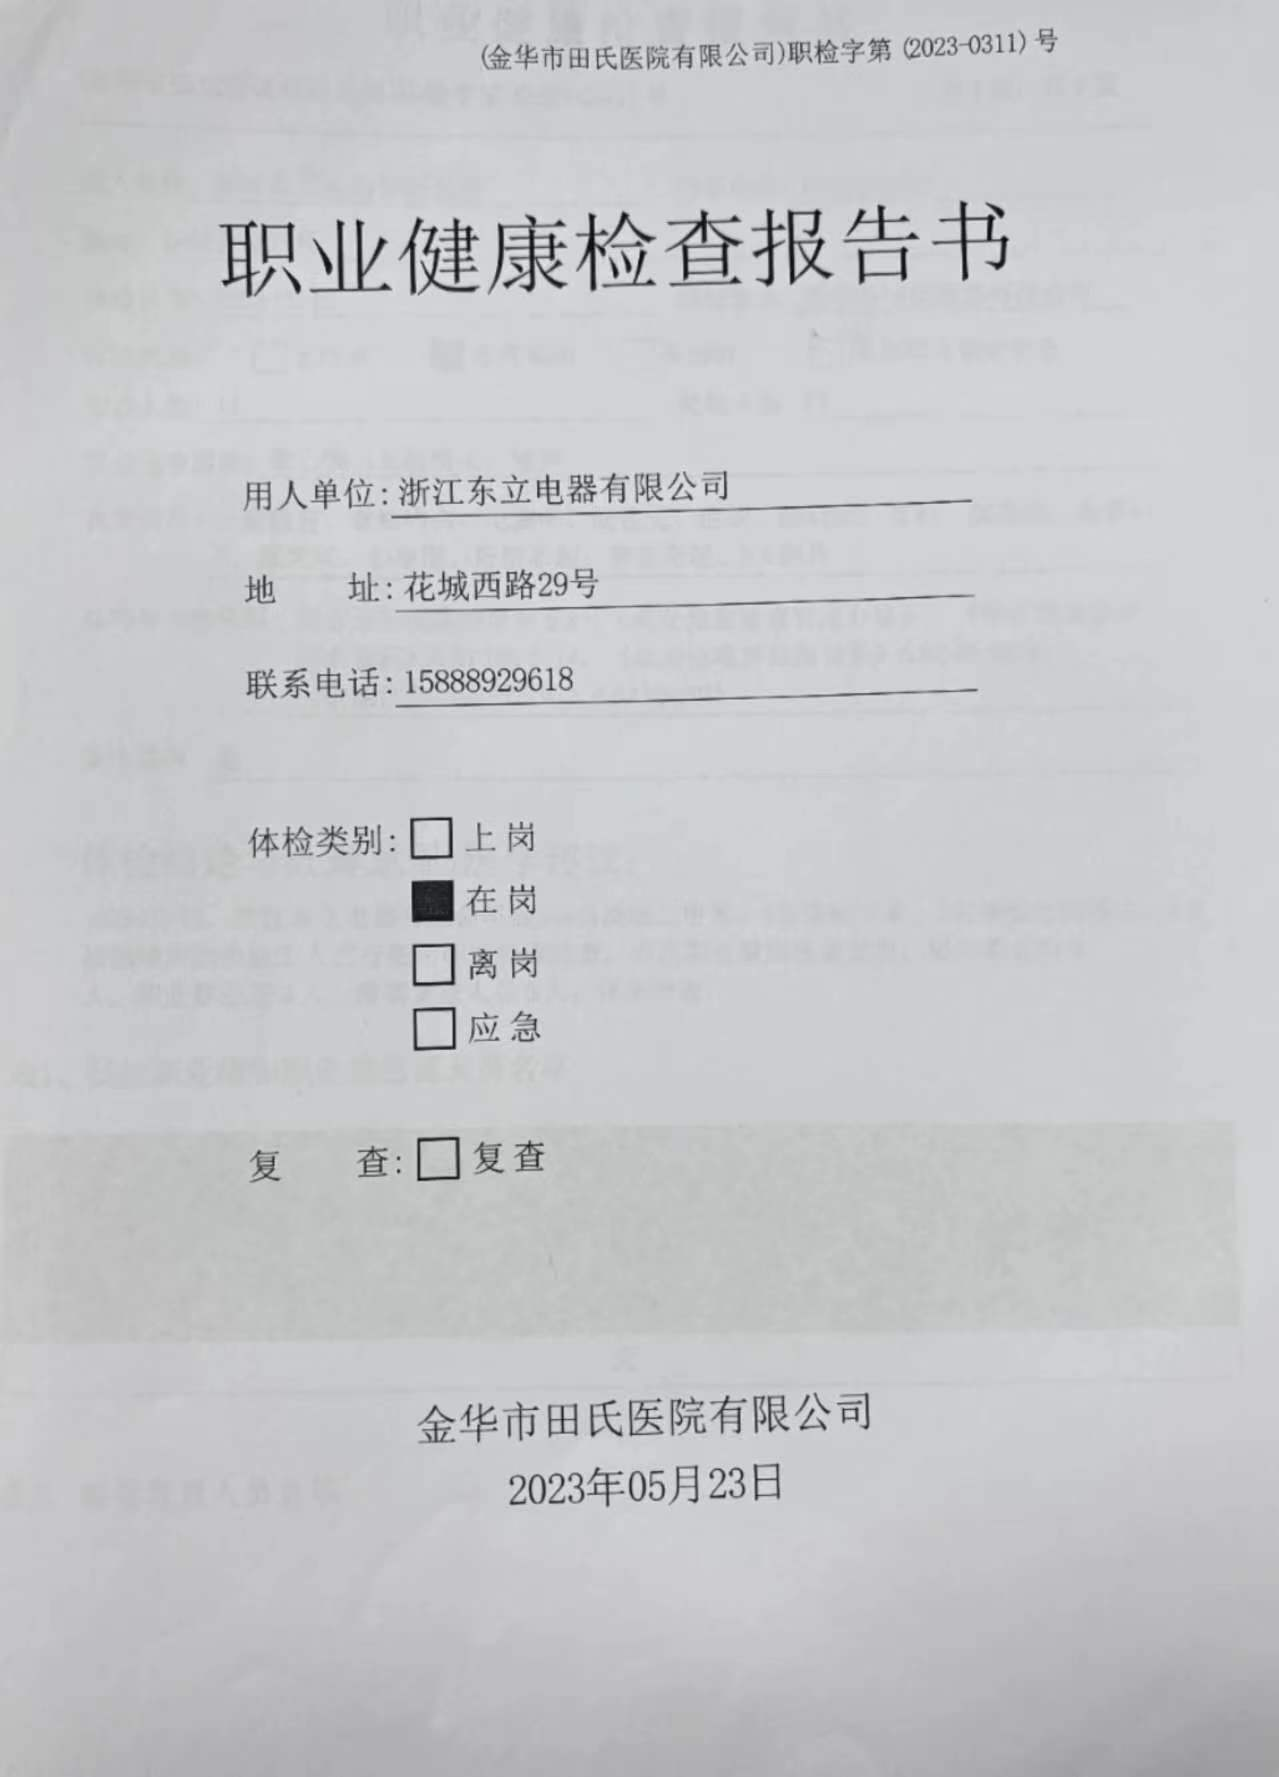 (金华市田氏医院有限公司)职检字第 (2023-0311) 号
职业健康检查报告书
用人单位: 浙江东立电器有限公司
地 址: 花城西路29号
联系电话: 15888929618
体检类别: □ 上 岗
■ 在 岗
□ 离 岗
□ 应 急
复 查: □ 复 查
金华市田氏医院有限公司
2023年05月23日